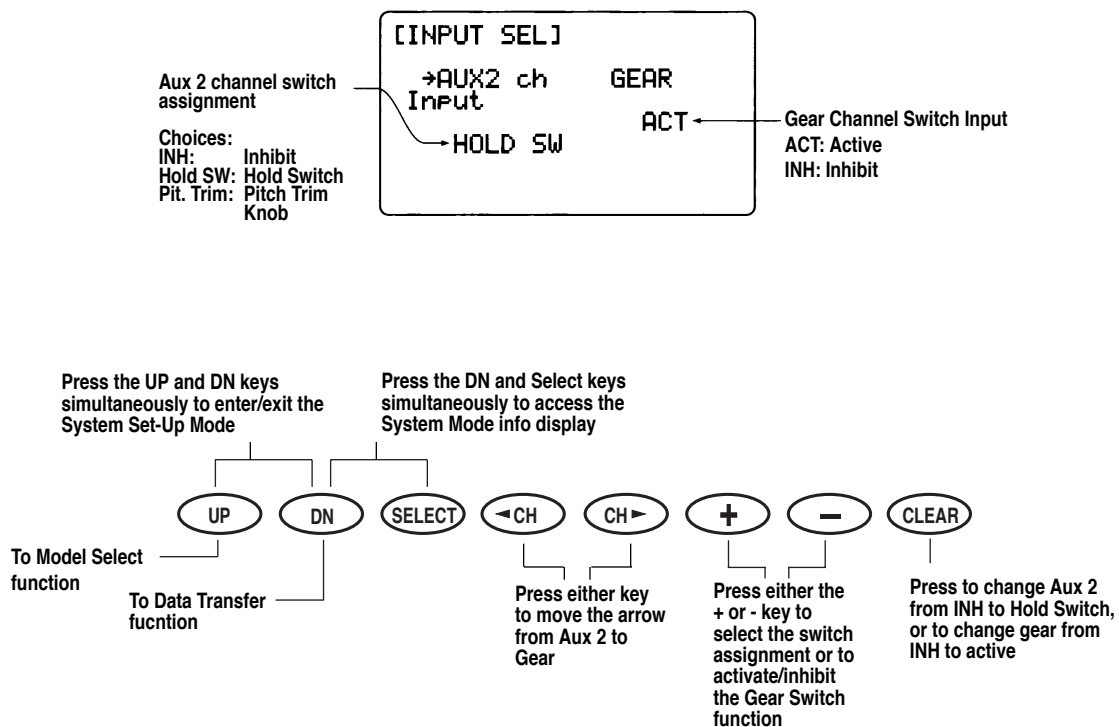 [INPUT SEL]
→AUX2 ch GEAR
Input
ACT
HOLD SW
Aux 2 channel switch
assignment
Choices:
INH: Inhibit
Hold SW: Hold Switch
Pit. Trim: Pitch Trim
Knob
Gear Channel Switch Input
ACT: Active
INH: Inhibit
Press the UP and DN keys
simultaneously to enter/exit the
System Set-Up Mode
Press the DN and Select keys
simultaneously to access the
System Mode info display
UP DN SELECT ◄CH CH► + – CLEAR
To Model Select
function
To Data Transfer
fucntion
Press either key
to move the arrow
from Aux 2 to
Gear
Press either the
+ or - key to
select the switch
assignment or to
activate/inhibit
the Gear Switch
function
Press to change Aux 2
from INH to Hold Switch,
or to change gear from
INH to active